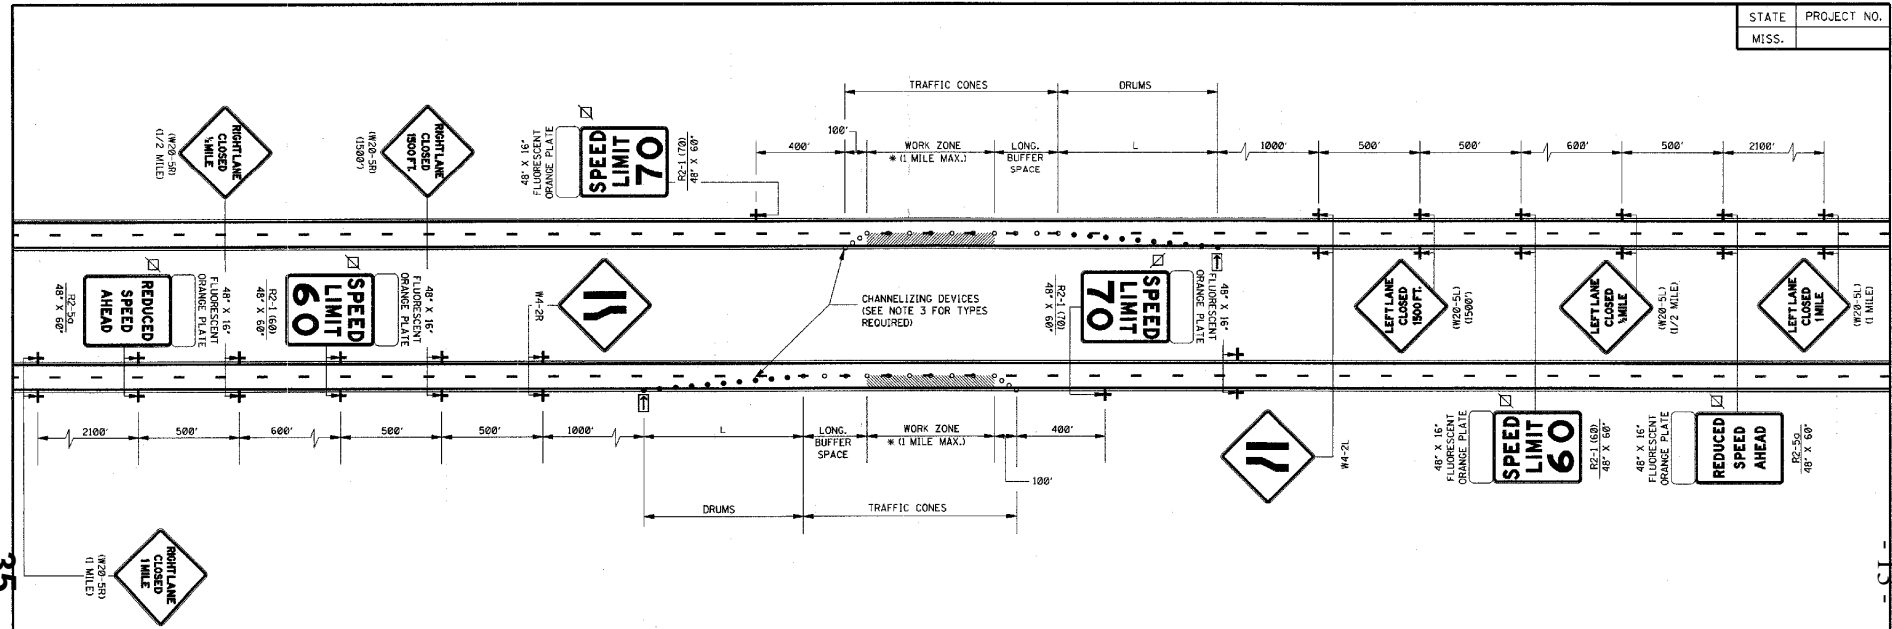 STATE PROJECT NO.
MISS.
TRAFFIC CONES
DRUMS
100'
400'
WORK ZONE
* (1 MILE MAX.)
LONG.
BUFFER
SPACE
L
1000'
500'
500'
600'
500'
2100'
RIGHT LANE
CLOSED
½ MILE
(W20-5R)
(1/2 MILE)
RIGHT LANE
CLOSED
1500 FT.
(W20-5R)
(1500')
48" X 16"
FLUORESCENT
ORANGE PLATE
SPEED
LIMIT
70
R2-1 (70)
48" X 60"
REDUCED
SPEED
AHEAD
R2-5a
48" X 60"
48" X 16"
FLUORESCENT
ORANGE PLATE
SPEED
LIMIT
60
R2-1 (60)
48" X 60"
48" X 16"
FLUORESCENT
ORANGE PLATE
W4-2R
CHANNELIZING DEVICES
(SEE NOTE 3 FOR TYPES
REQUIRED)
SPEED
LIMIT
70
R2-1 (70)
48" X 60"
48" X 16"
FLUORESCENT
ORANGE PLATE
LEFT LANE
CLOSED
1500 FT.
(W20-5L)
(1500')
LEFT LANE
CLOSED
½ MILE
(W20-5L)
(1/2 MILE)
LEFT LANE
CLOSED
1 MILE
(W20-5L)
(1 MILE)
2100'
500'
600'
500'
500'
1000'
L
LONG.
BUFFER
SPACE
WORK ZONE
* (1 MILE MAX.)
400'
100'
DRUMS
TRAFFIC CONES
W4-2L
48" X 16"
FLUORESCENT
ORANGE PLATE
SPEED
LIMIT
60
R2-1 (60)
48" X 60"
48" X 16"
FLUORESCENT
ORANGE PLATE
REDUCED
SPEED
AHEAD
R2-5a
48" X 60"
RIGHT LANE
CLOSED
1 MILE
(W20-5R)
(1 MILE)
35